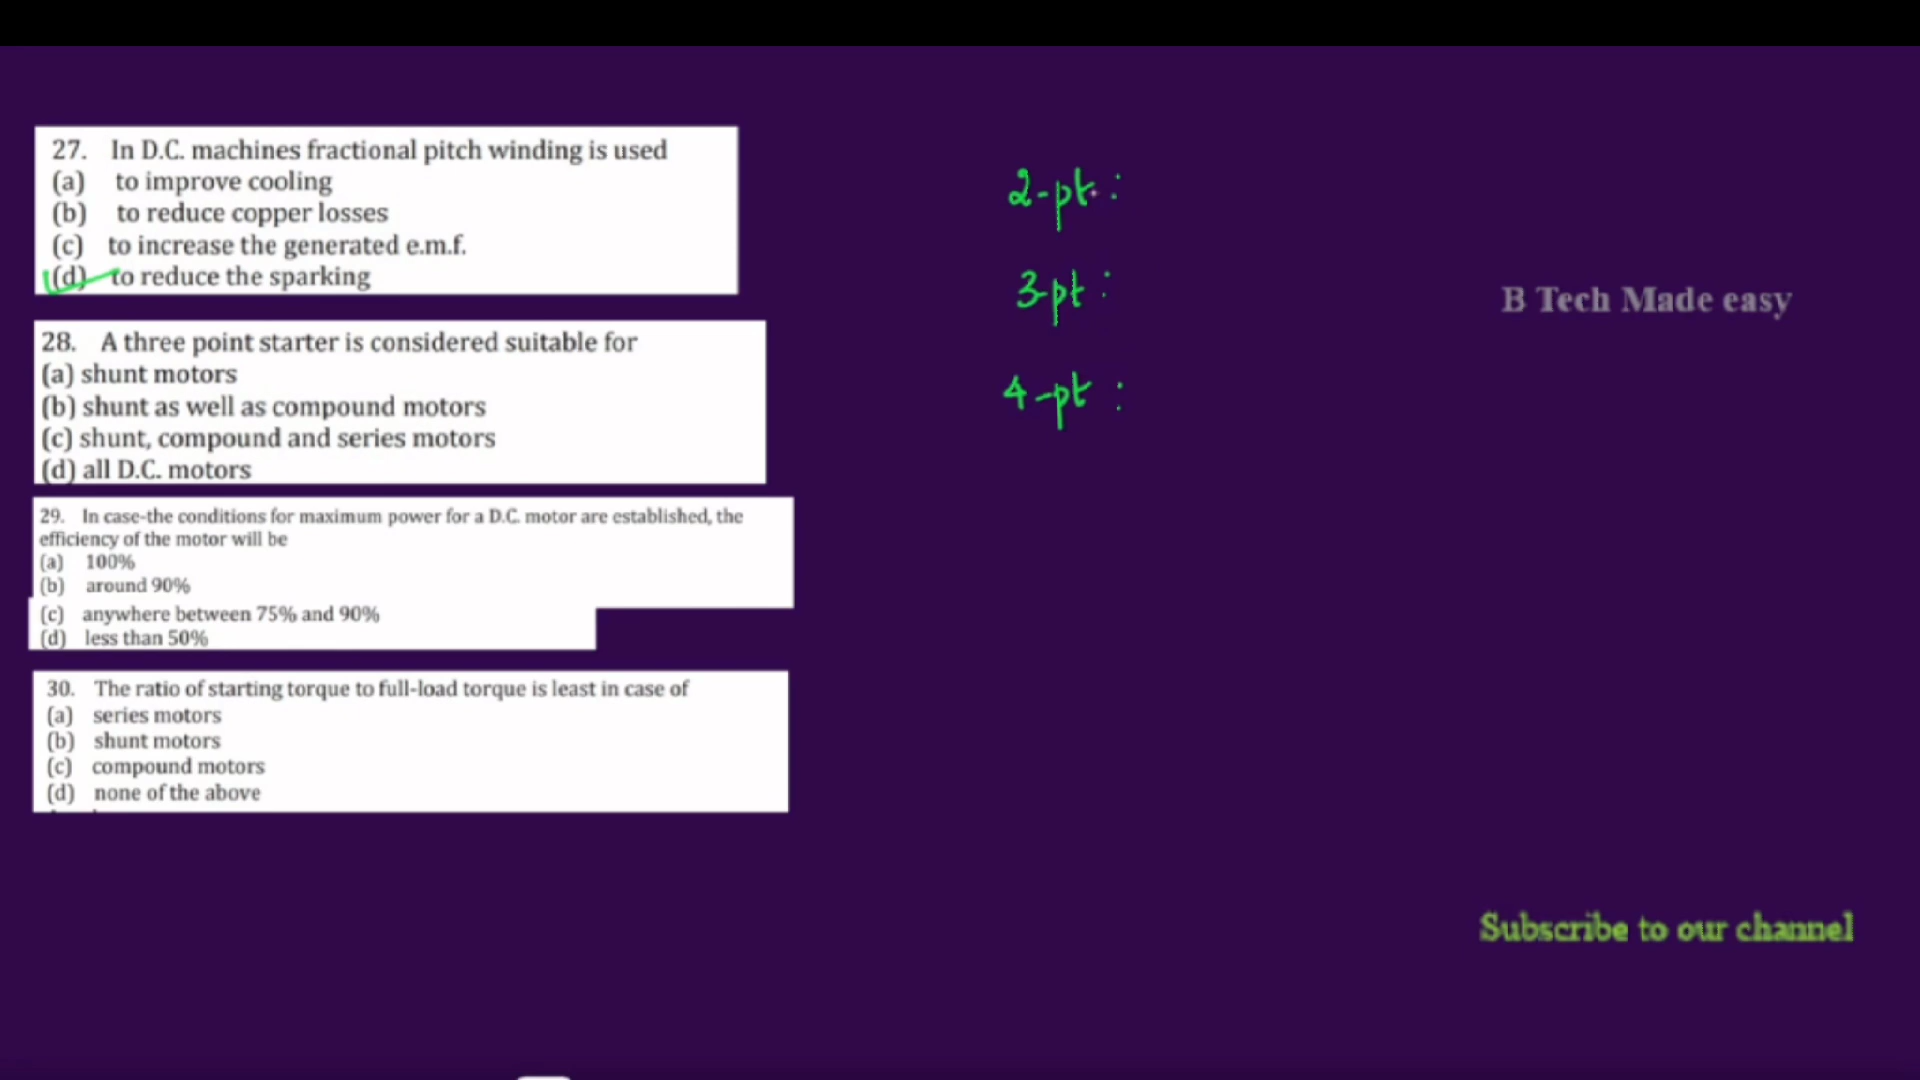 27. In D.C. machines fractional pitch winding is used
(a) to improve cooling
(b) to reduce copper losses
(c) to increase the generated e.m.f.
(d) to reduce the sparking
28. A three point starter is considered suitable for
(a) shunt motors
(b) shunt as well as compound motors
(c) shunt, compound and series motors
(d) all D.C. motors
29. In case-the conditions for maximum power for a D.C. motor are established, the
efficiency of the motor will be
(a) 100%
(b) around 90%
(c) anywhere between 75% and 90%
(d) less than 50%
30. The ratio of starting torque to full-load torque is least in case of
(a) series motors
(b) shunt motors
(c) compound motors
(d) none of the above
2-pt :
3-pt :
4-pt :
B Tech Made easy
Subscribe to our channel